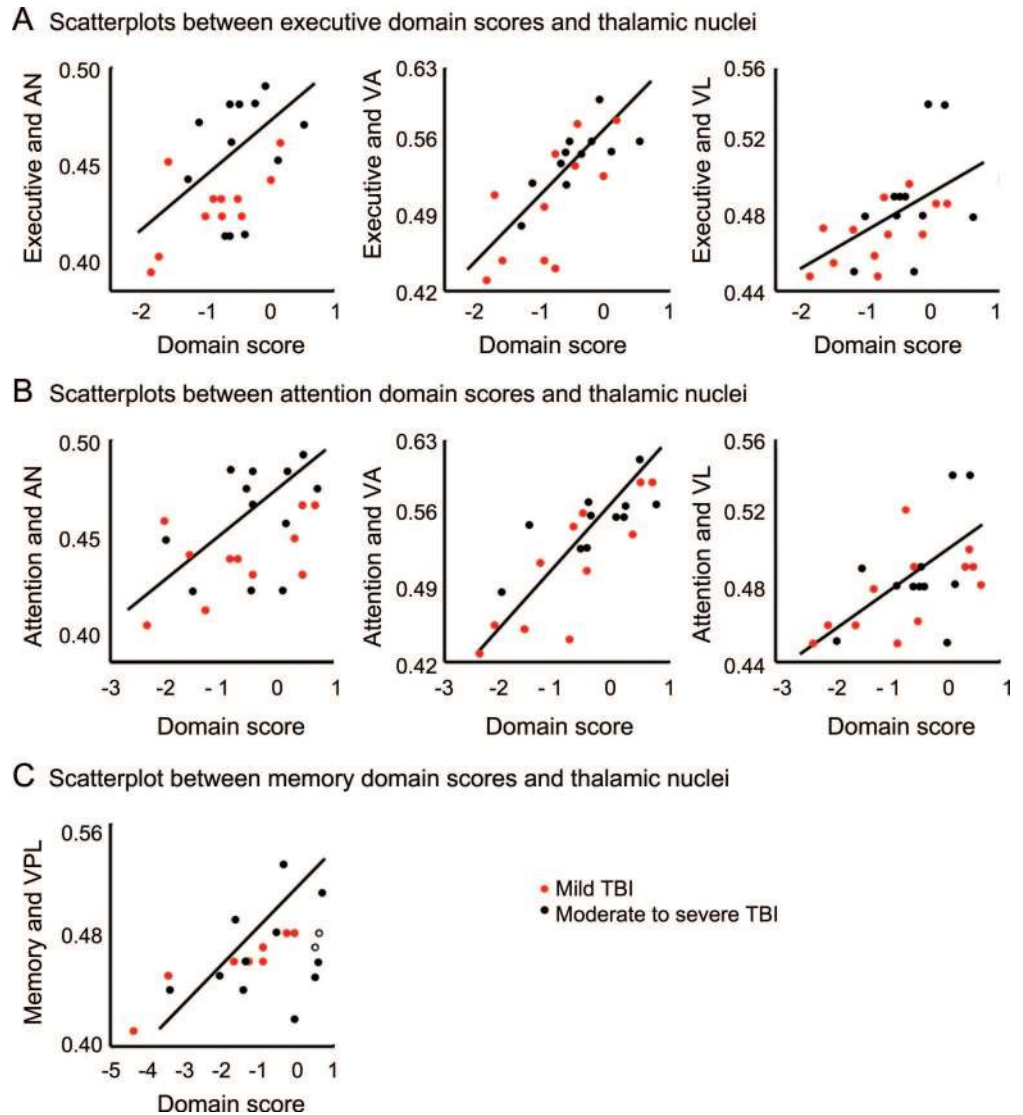 A Scatterplots between executive domain scores and thalamic nuclei
Executive and AN
0.50
0.45
0.40
-2 -1 0 1
Domain score
Executive and VA
0.63
0.56
0.49
0.42
-2 -1 0 1
Domain score
Executive and VL
0.56
0.52
0.48
0.44
-2 -1 0 1
Domain score
B Scatterplots between attention domain scores and thalamic nuclei
Attention and AN
0.50
0.45
0.40
-3 -2 -1 0 1
Domain score
Attention and VA
0.63
0.56
0.49
0.42
-3 -2 -1 0 1
Domain score
Attention and VL
0.56
0.52
0.48
0.44
-3 -2 -1 0 1
Domain score
C Scatterplot between memory domain scores and thalamic nuclei
Memory and VPL
0.56
0.48
0.40
-5 -4 -3 -2 -1 0 1
Domain score
Mild TBI
Moderate to severe TBI